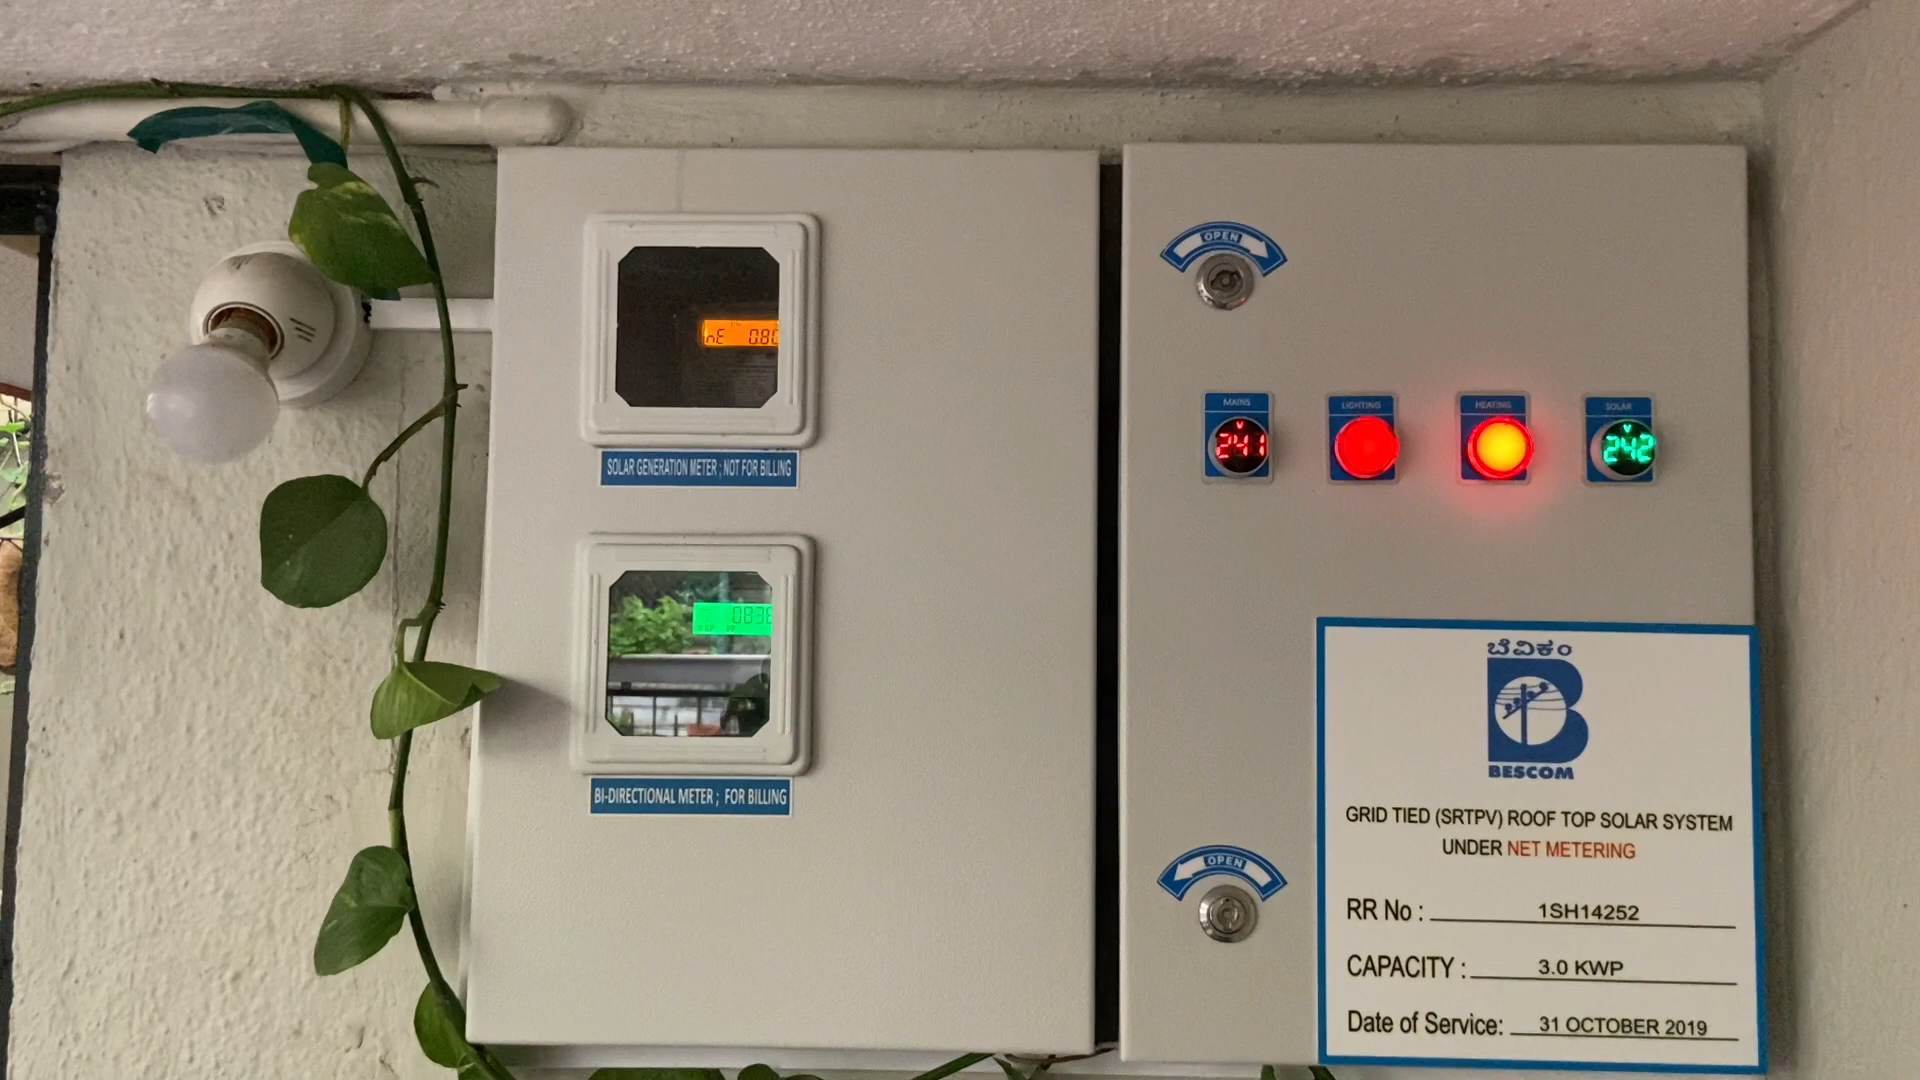 SOLAR GENERATION METER ; NOT FOR BILLING
BI-DIRECTIONAL METER ; FOR BILLING
OPEN
MAINS
V
241
LIGHTING
HEATING
SOLAR
V
242
OPEN
ಬೆವಿಕಂ
B
BESCOM
GRID TIED (SRTPV) ROOF TOP SOLAR SYSTEM
UNDER NET METERING
RR No : 1SH14252
CAPACITY : 3.0 KWP
Date of Service: 31 OCTOBER 2019